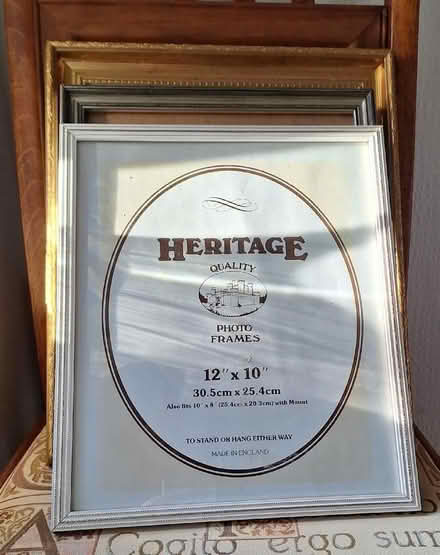 HERITAGE
QUALITY
PHOTO
FRAMES
12" x 10"
30.5cm x 25.4cm
Also fits 10" x 8" (25.4cm x 20.3cm) with Mount
TO STAND OR HANG EITHER WAY
MADE IN ENGLAND
Cogito ergo sum